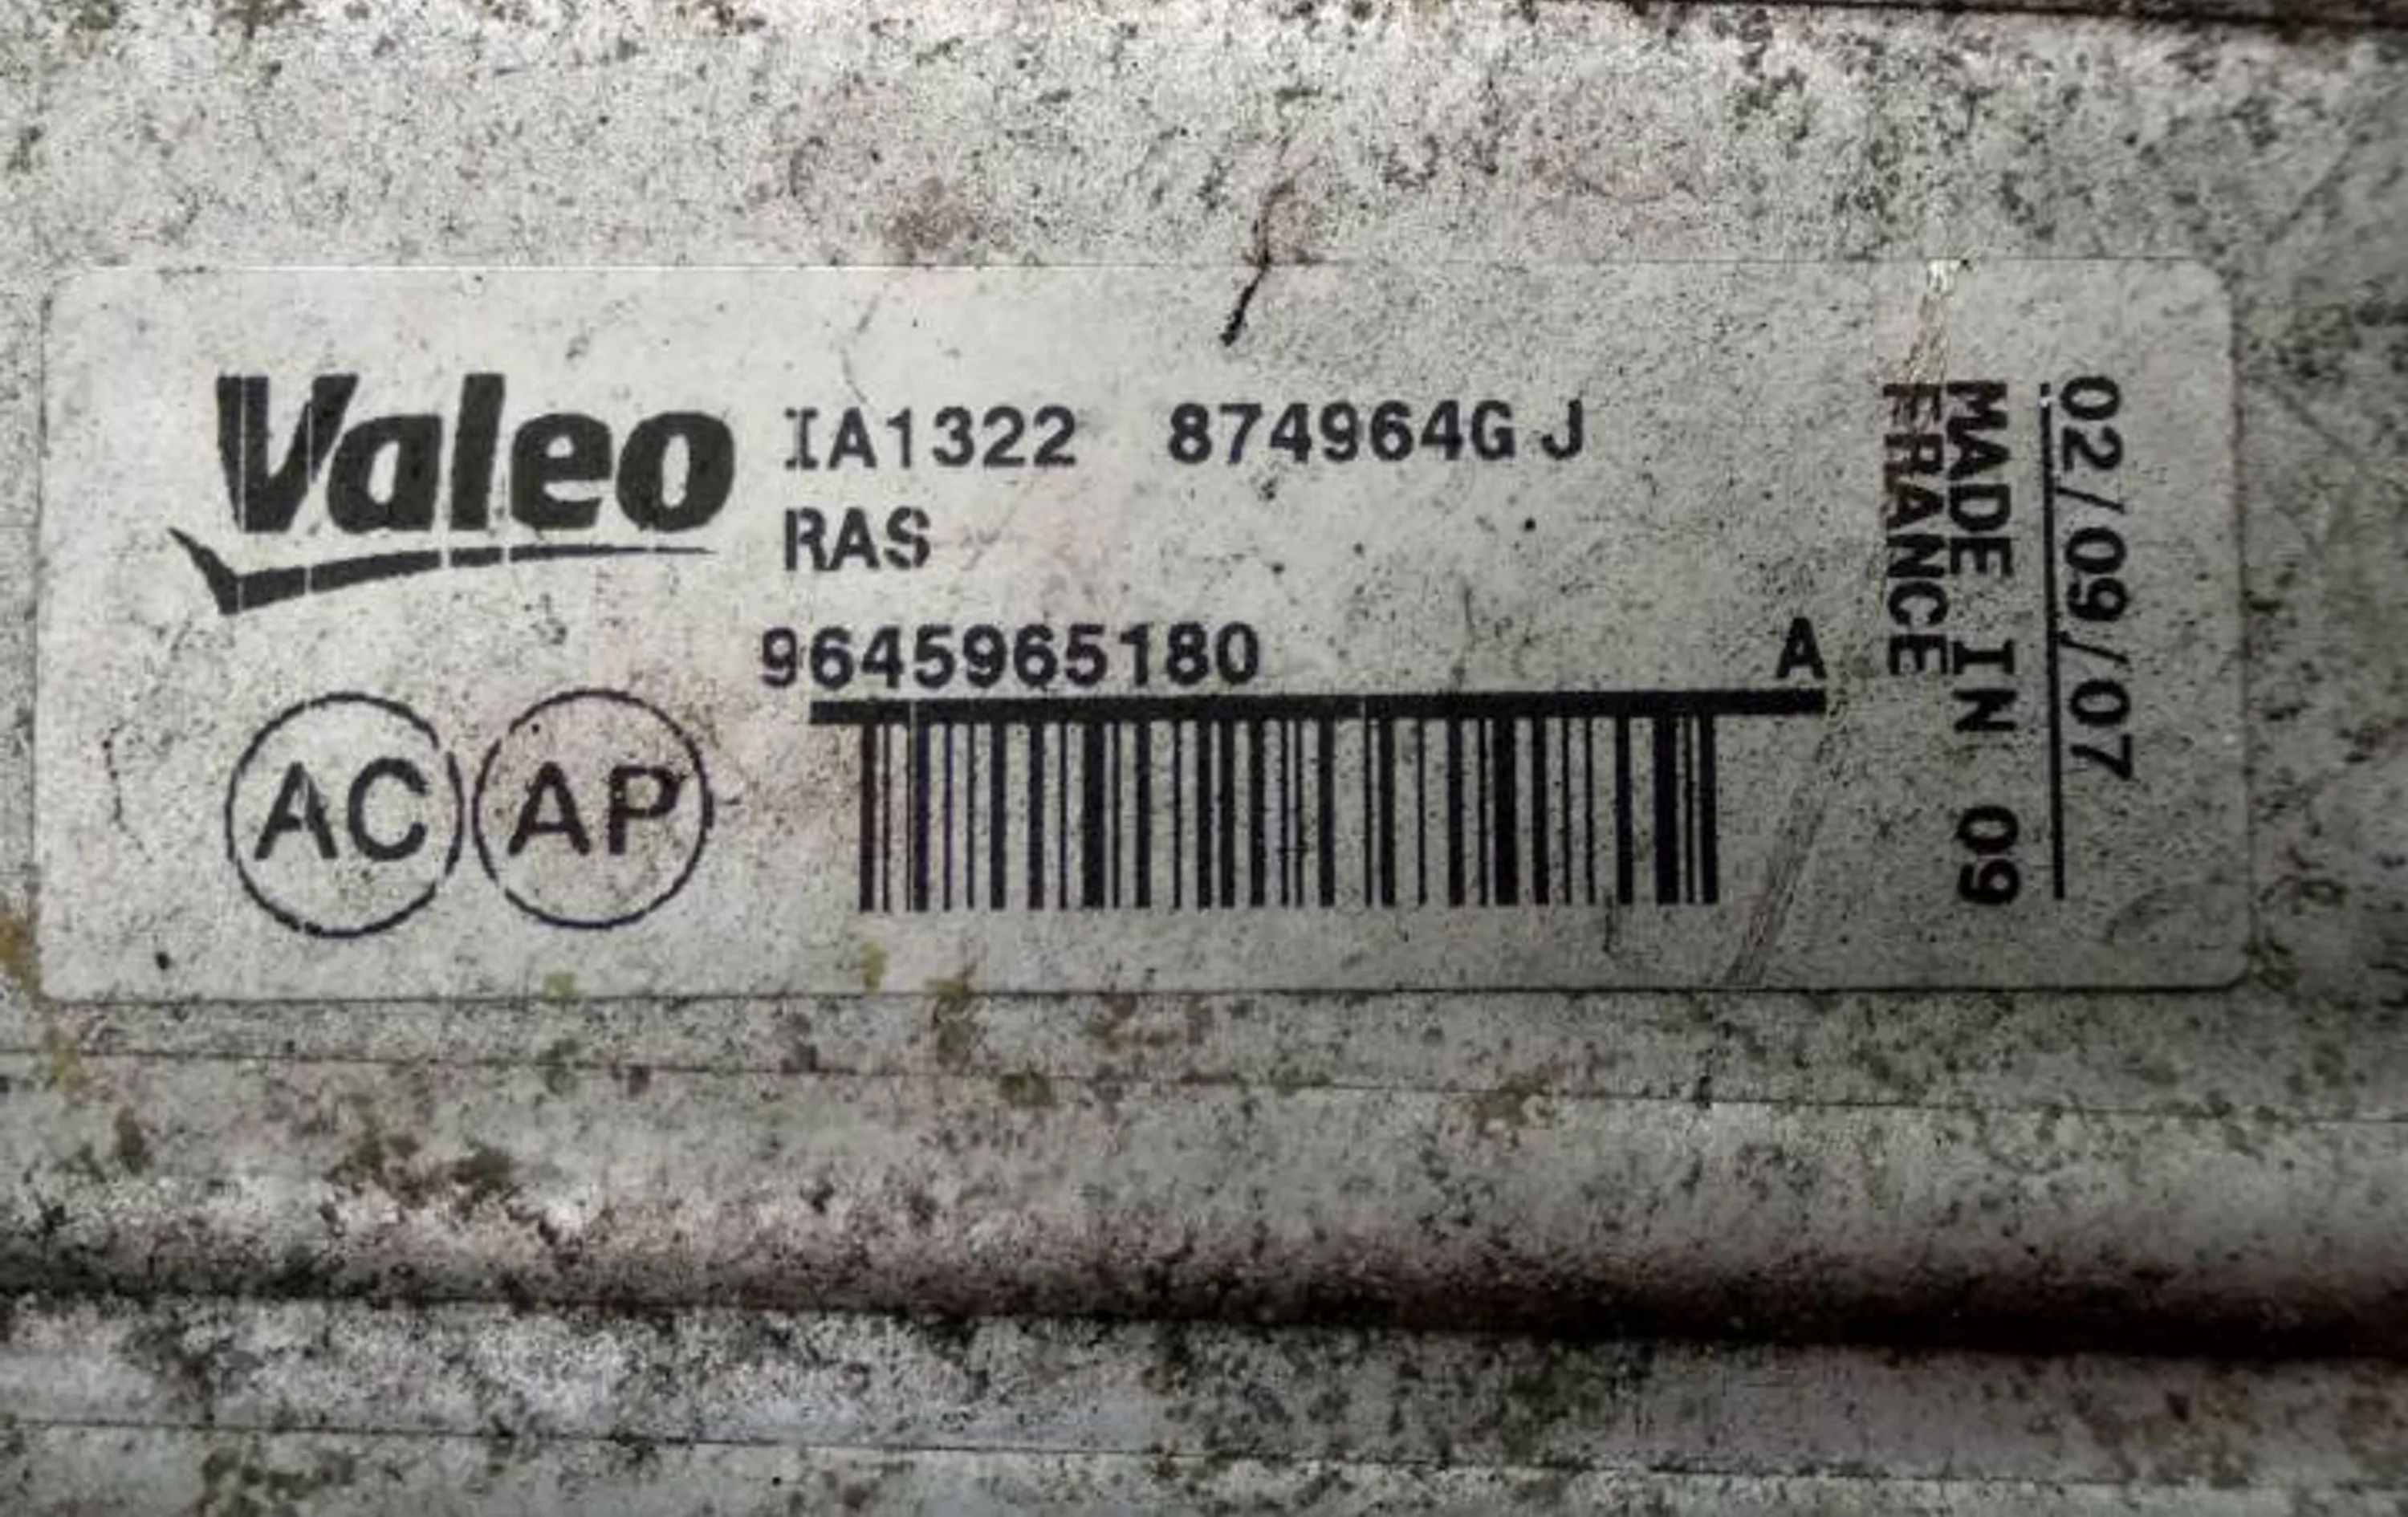 Valeo
IA1322 874964G J
RAS
9645965180 A
AC AP
02/09/07
MADE IN 09
FRANCE